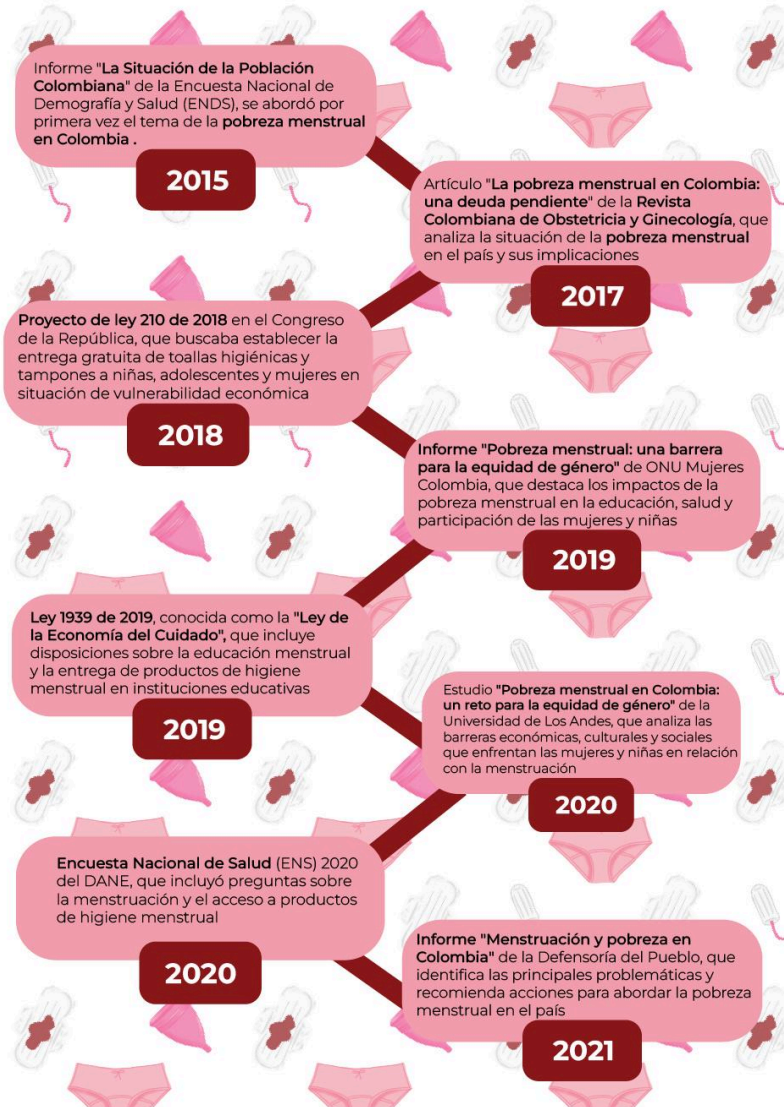 Informe "La Situación de la Población
Colombiana" de la Encuesta Nacional de
Demografía y Salud (ENDS), se abordó por
primera vez el tema de la pobreza menstrual
en Colombia .
2015
Artículo "La pobreza menstrual en Colombia:
una deuda pendiente" de la Revista
Colombiana de Obstetricia y Ginecología, que
analiza la situación de la pobreza menstrual
en el país y sus implicaciones
2017
Proyecto de ley 210 de 2018 en el Congreso
de la República, que buscaba establecer la
entrega gratuita de toallas higiénicas y
tampones a niñas, adolescentes y mujeres en
situación de vulnerabilidad económica
2018
Informe "Pobreza menstrual: una barrera
para la equidad de género" de ONU Mujeres
Colombia, que destaca los impactos de la
pobreza menstrual en la educación, salud y
participación de las mujeres y niñas
2019
Ley 1939 de 2019, conocida como la "Ley de
la Economía del Cuidado", que incluye
disposiciones sobre la educación menstrual
y la entrega de productos de higiene
menstrual en instituciones educativas
2019
Estudio "Pobreza menstrual en Colombia:
un reto para la equidad de género" de la
Universidad de Los Andes, que analiza las
barreras económicas, culturales y sociales
que enfrentan las mujeres y niñas en relación
con la menstruación
2020
Encuesta Nacional de Salud (ENS) 2020
del DANE, que incluyó preguntas sobre
la menstruación y el acceso a productos
de higiene menstrual
2020
Informe "Menstruación y pobreza en
Colombia" de la Defensoría del Pueblo, que
identifica las principales problemáticas y
recomienda acciones para abordar la pobreza
menstrual en el país
2021